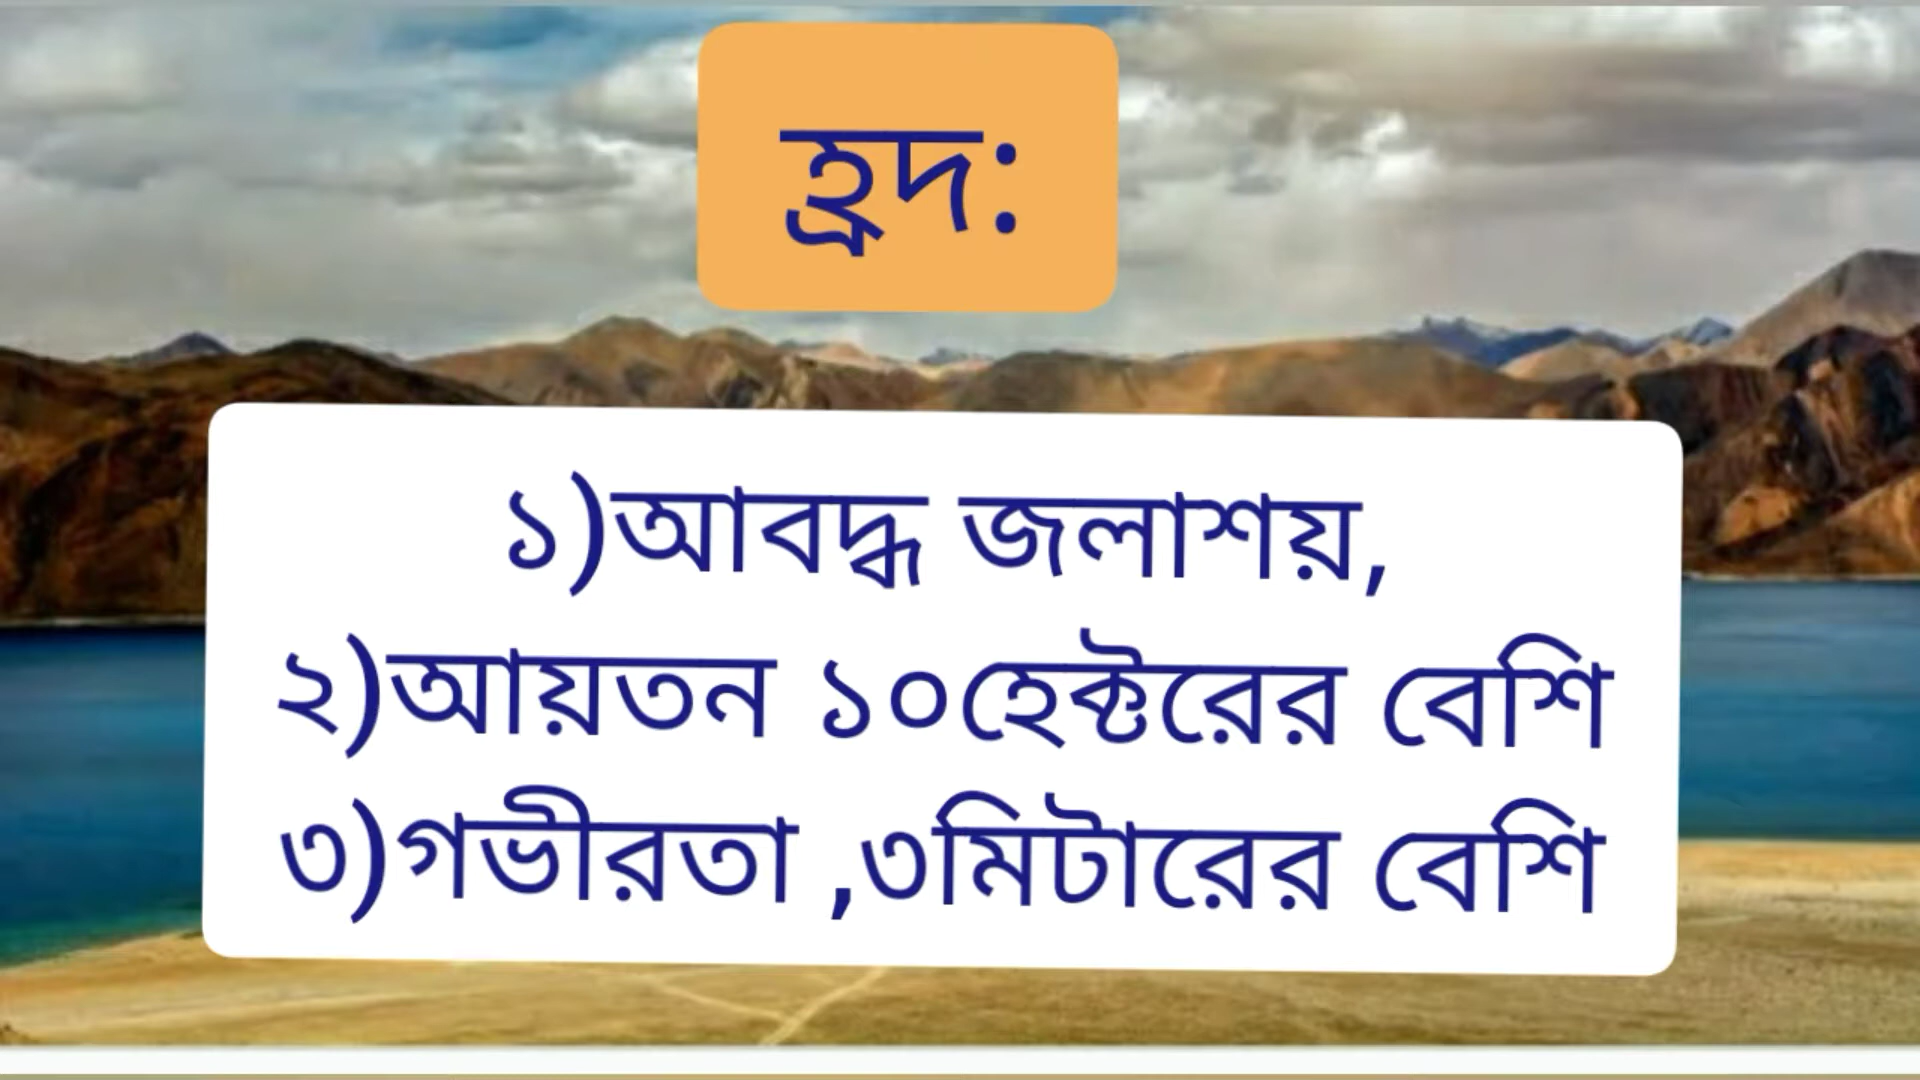 হ্রদ:
১)আবদ্ধ জলাশয়,
২)আয়তন ১০হেক্টরের বেশি
৩)গভীরতা ,৩মিটারের বেশি